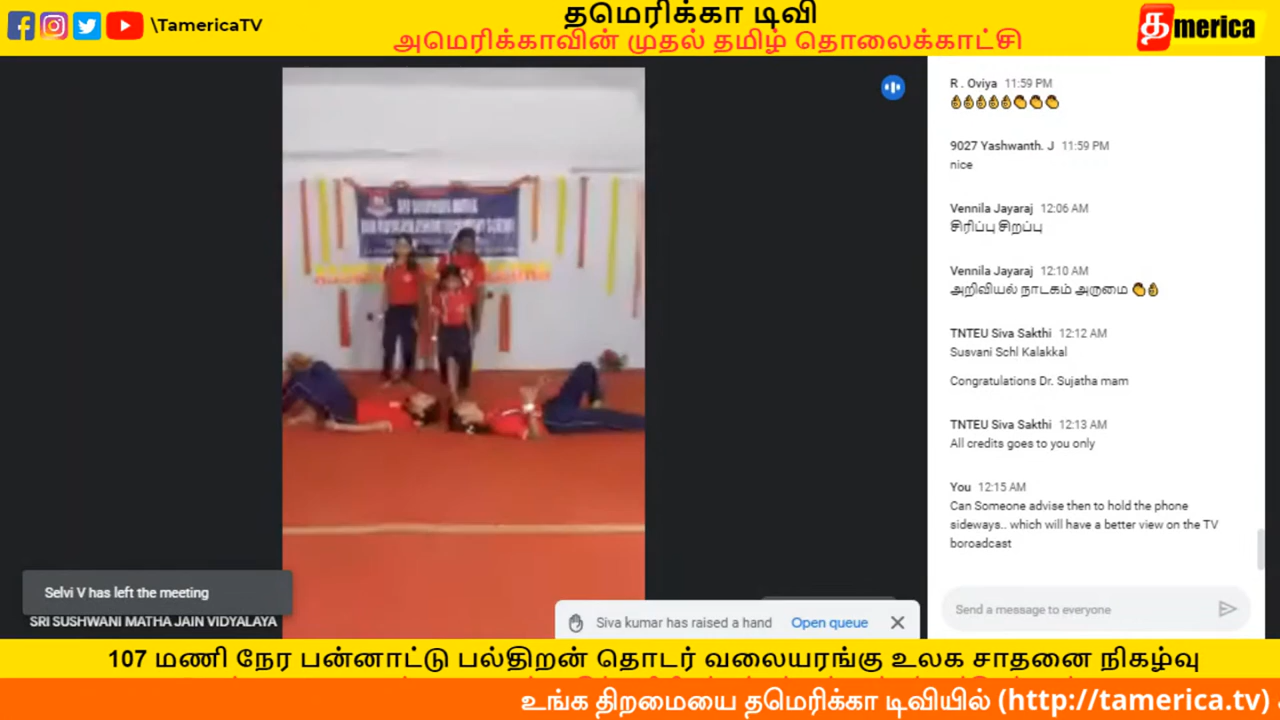 \TamericaTV
தமெரிக்கா டிவி
அமெரிக்காவின் முதல் தமிழ் தொலைக்காட்சி
தmerica
R . Oviya 11:59 PM
👌👌👌👌👌👏👏👏
9027 Yashwanth. J 11:59 PM
nice
Vennila Jayaraj 12:06 AM
சிரிப்பு சிறப்பு
Vennila Jayaraj 12:10 AM
அறிவியல் நாடகம் அருமை 👏👌
TNTEU Siva Sakthi 12:12 AM
Susvani Schl Kalakkal
Congratulations Dr. Sujatha mam
TNTEU Siva Sakthi 12:13 AM
All credits goes to you only
You 12:15 AM
Can Someone advise then to hold the phone
sideways.. which will have a better view on the TV
boroadcast
Send a message to everyone
Selvi V has left the meeting
SRI SUSHWANI MATHA JAIN VIDYALAYA
Siva kumar has raised a hand Open queue
107 மணி நேர பன்னாட்டு பல்திறன் தொடர் வலையரங்கு உலக சாதனை நிகழ்வு
உங்க திறமையை தமெரிக்கா டிவியில் (http://tamerica.tv)